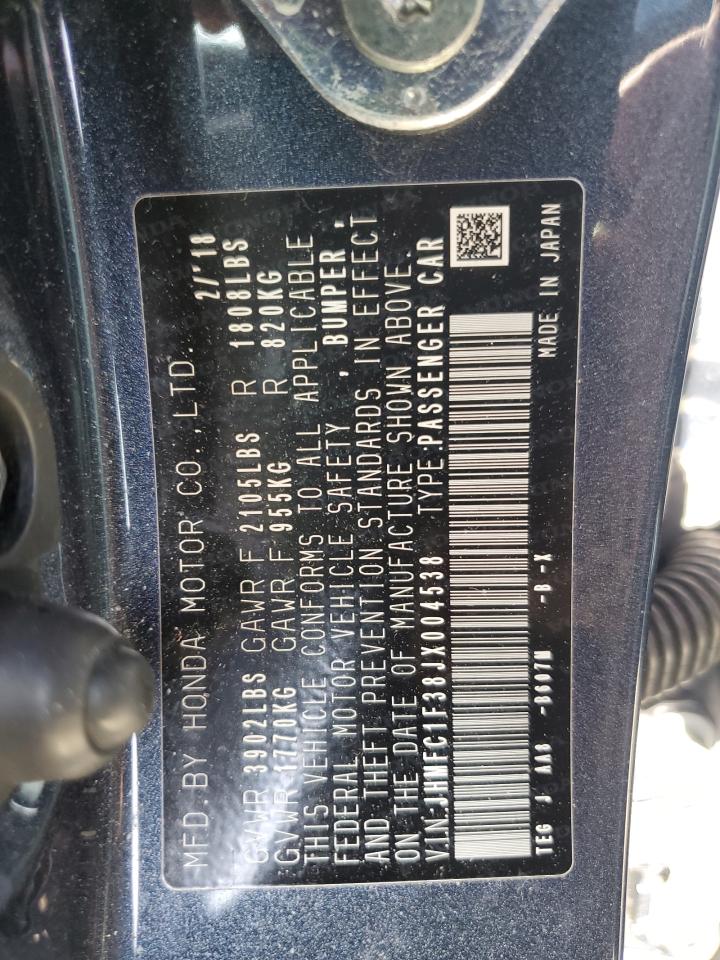 MFD. BY HONDA MOTOR CO., LTD. 2/'18
GVWR 3902LBS GAWR F 2105LBS R 1808LBS
GVWR 1770KG GAWR F 955KG R 820KG
THIS VEHICLE CONFORMS TO ALL APPLICABLE
FEDERAL MOTOR VEHICLE SAFETY , BUMPER ,
AND THEFT PREVENTION STANDARDS IN EFFECT
ON THE DATE OF MANUFACTURE SHOWN ABOVE.
V.I.N.:JHMFC1F38JX004538 TYPE:PASSENGER CAR
TEG J AAB -B607M -B -X MADE IN JAPAN